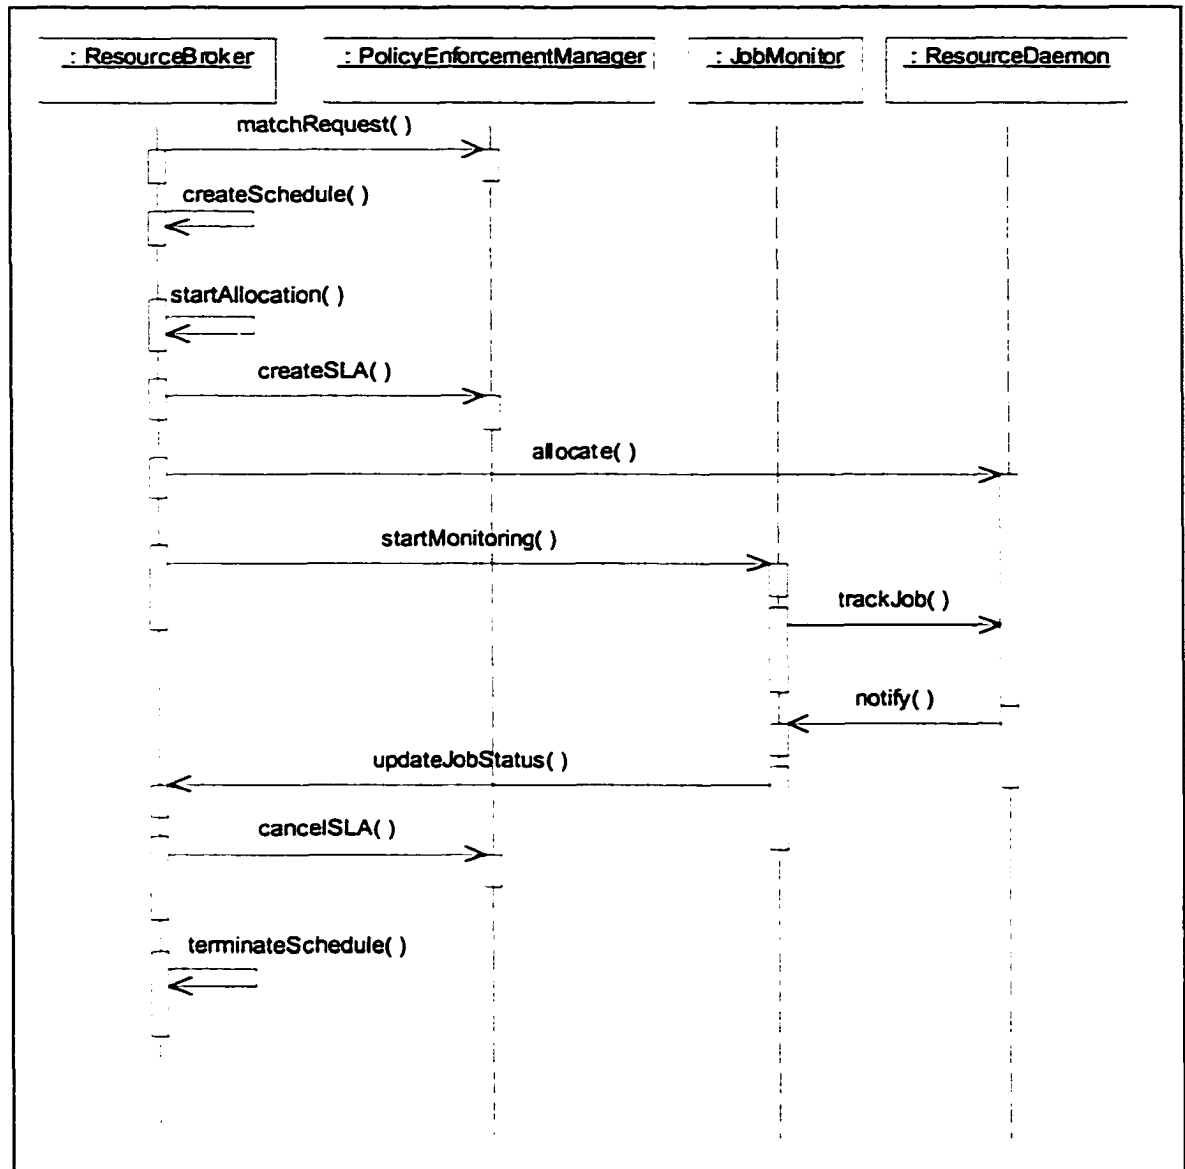 : ResourceBroker
: PolicyEnforcementManager
: JobMonitor
: ResourceDaemon
matchRequest( )
createSchedule( )
startAllocation( )
createSLA( )
allocate( )
startMonitoring( )
trackJob( )
notify( )
updateJobStatus( )
cancelSLA( )
terminateSchedule( )